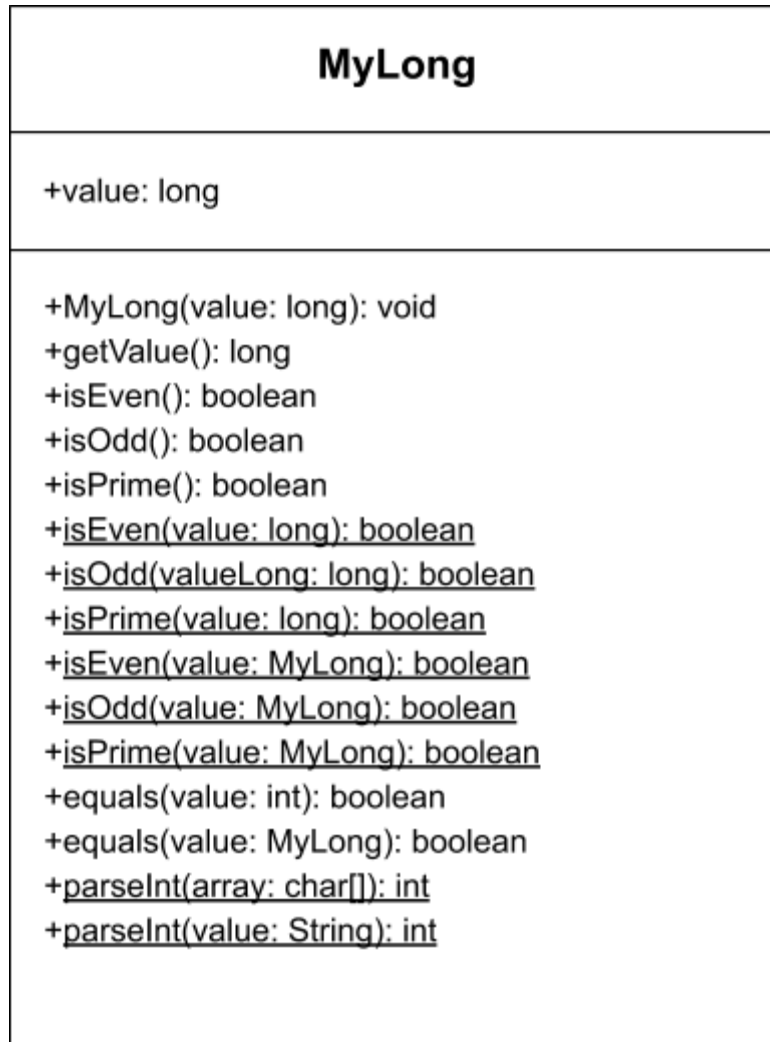 MyLong
+value: long
+MyLong(value: long): void
+getValue(): long
+isEven(): boolean
+isOdd(): boolean
+isPrime(): boolean
+isEven(value: long): boolean
+isOdd(valueLong: long): boolean
+isPrime(value: long): boolean
+isEven(value: MyLong): boolean
+isOdd(value: MyLong): boolean
+isPrime(value: MyLong): boolean
+equals(value: int): boolean
+equals(value: MyLong): boolean
+parseInt(array: char[]): int
+parseInt(value: String): int